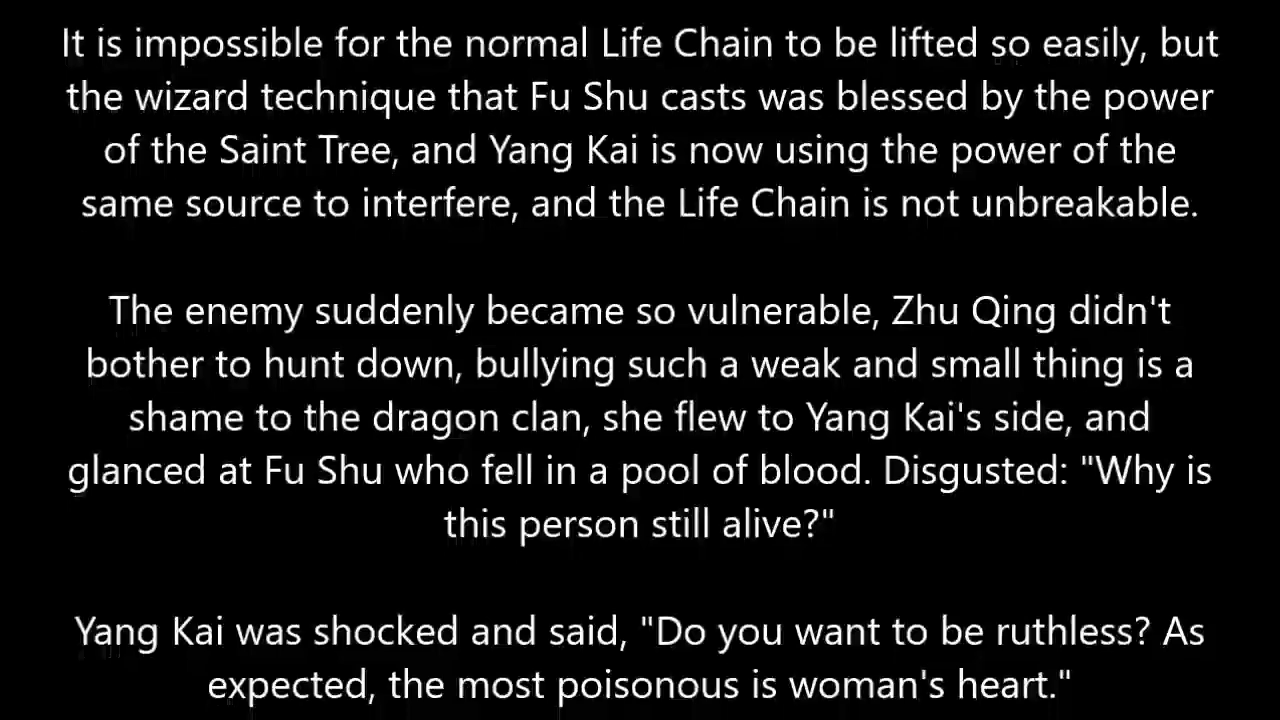 It is impossible for the normal Life Chain to be lifted so easily, but
the wizard technique that Fu Shu casts was blessed by the power
of the Saint Tree, and Yang Kai is now using the power of the
same source to interfere, and the Life Chain is not unbreakable.
The enemy suddenly became so vulnerable, Zhu Qing didn't
bother to hunt down, bullying such a weak and small thing is a
shame to the dragon clan, she flew to Yang Kai's side, and
glanced at Fu Shu who fell in a pool of blood. Disgusted: "Why is
this person still alive?"
Yang Kai was shocked and said, "Do you want to be ruthless? As
expected, the most poisonous is woman's heart."